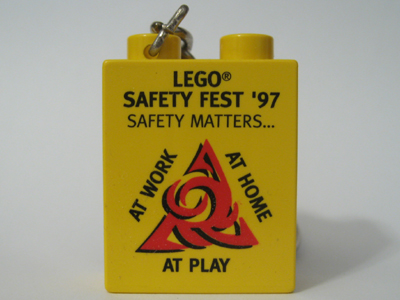 LEGO®
SAFETY FEST '97
SAFETY MATTERS...
AT WORK
AT HOME
AT PLAY